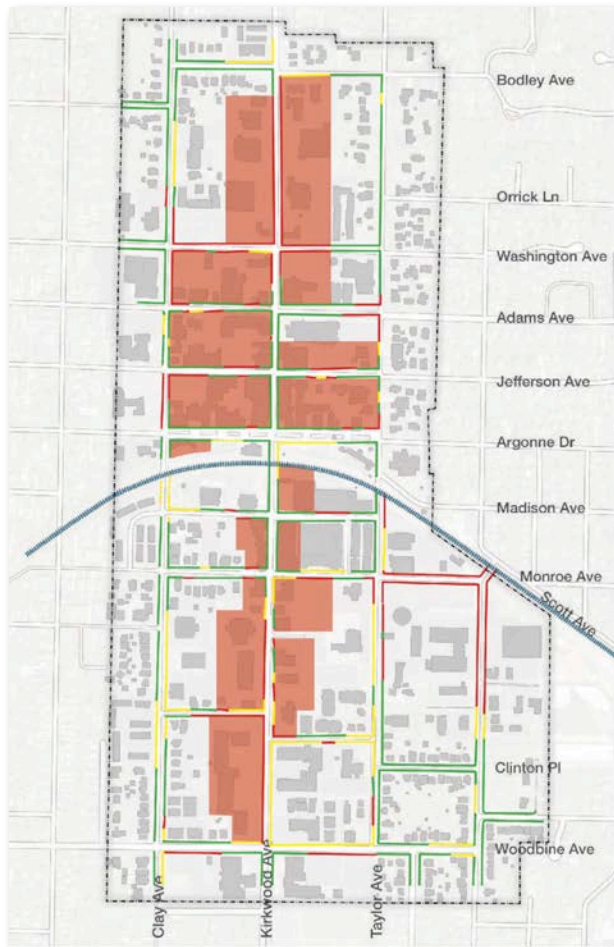 Bodley Ave
Orrick Ln
Washington Ave
Adams Ave
Jefferson Ave
Argonne Dr
Madison Ave
Monroe Ave
Scott Ave
Clinton Pl
Woodbine Ave
Clay Ave
Kirkwood Ave
Taylor Ave